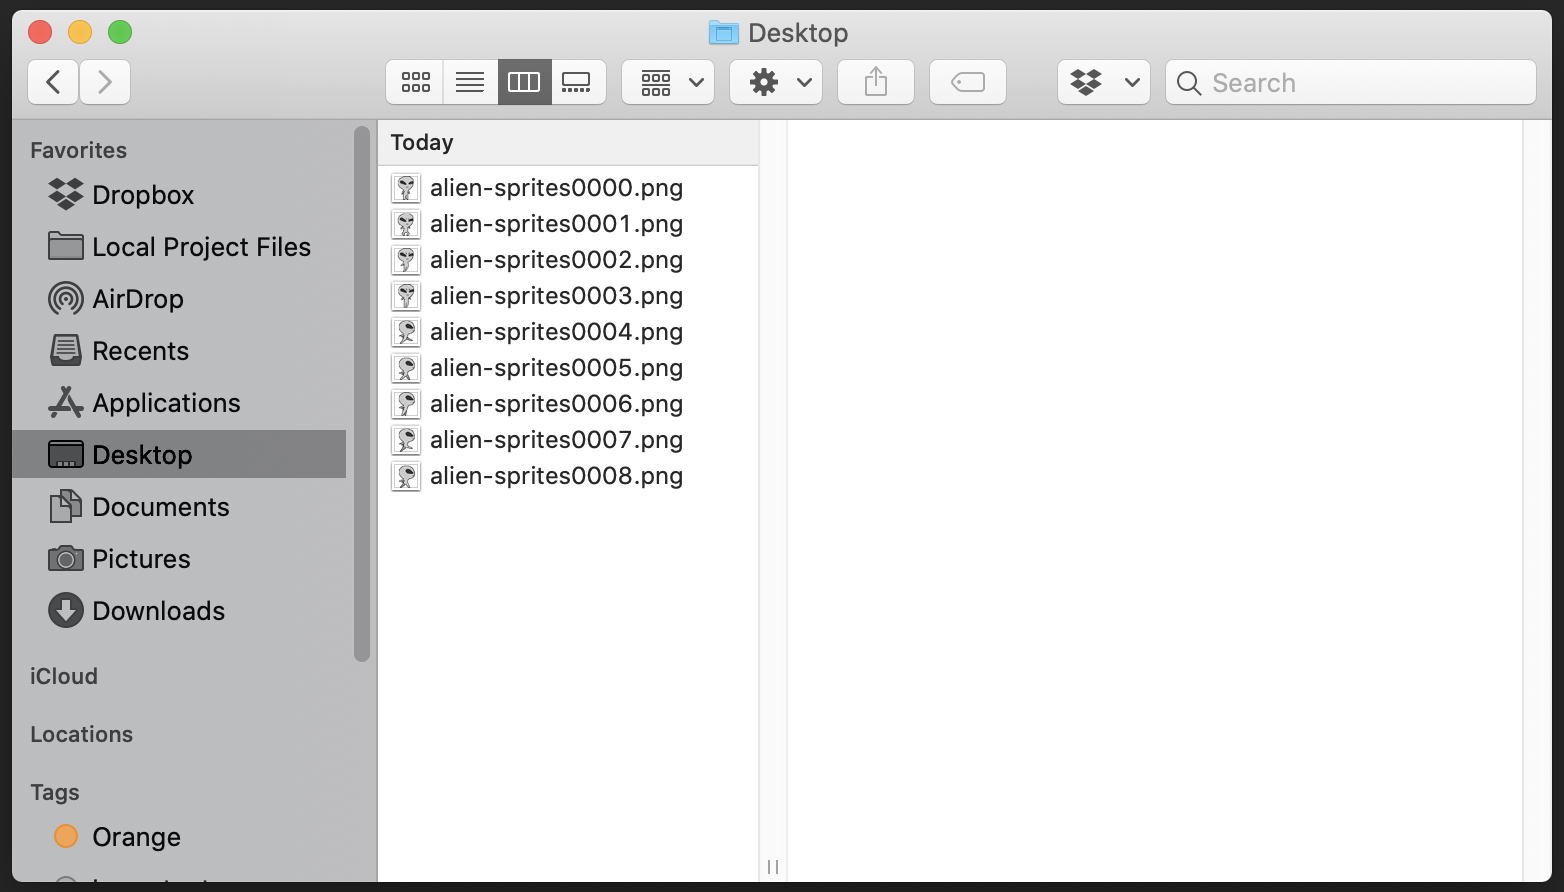 Desktop
Search
Favorites
Dropbox
Local Project Files
AirDrop
Recents
Applications
Desktop
Documents
Pictures
Downloads
iCloud
Locations
Tags
Orange
Today
alien-sprites0000.png
alien-sprites0001.png
alien-sprites0002.png
alien-sprites0003.png
alien-sprites0004.png
alien-sprites0005.png
alien-sprites0006.png
alien-sprites0007.png
alien-sprites0008.png